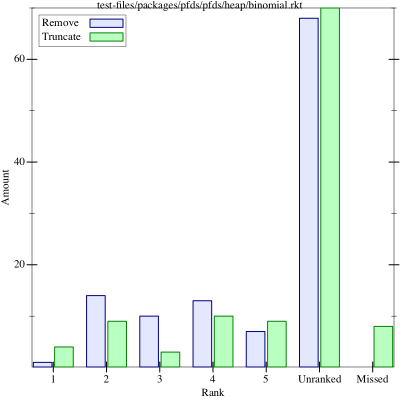 test-files/packages/pfds/pfds/heap/binomial.rkt
Remove
Truncate
60
40
20
Amount
1 2 3 4 5 Unranked Missed
Rank